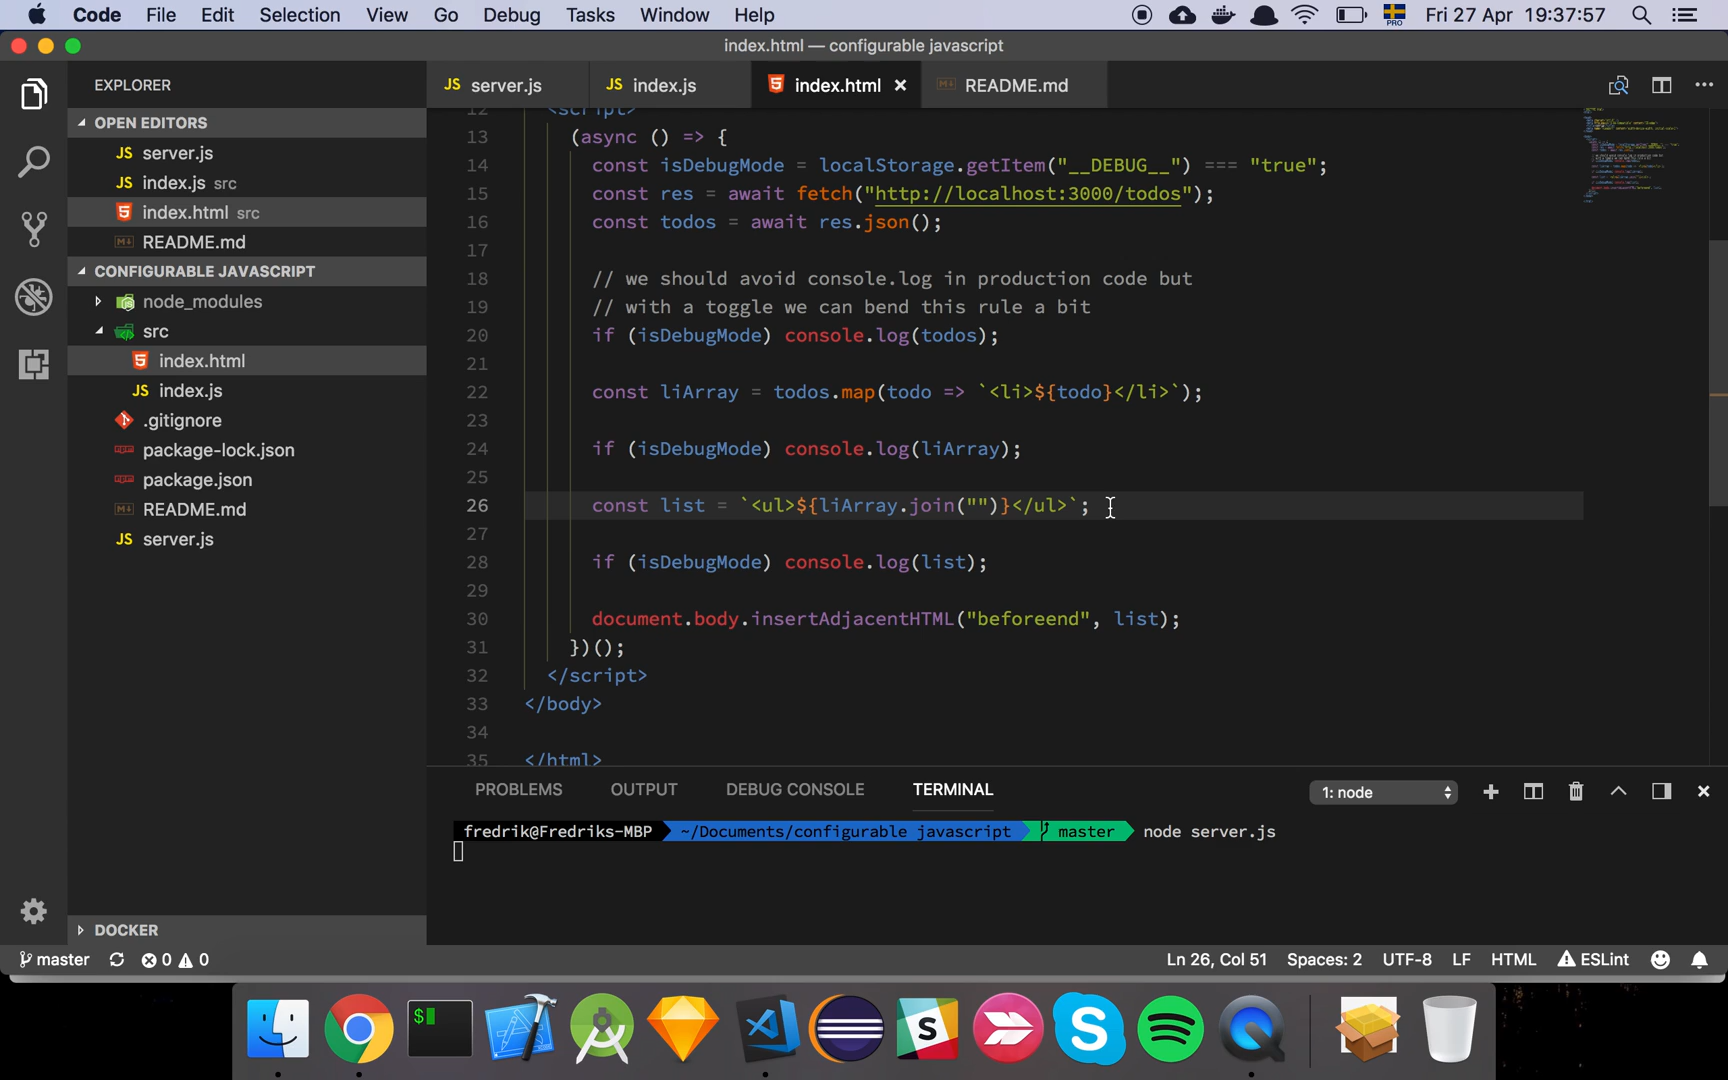 Code File Edit Selection View Go Debug Tasks Window Help PRO Fri 27 Apr 19:37:57
index.html — configurable javascript
EXPLORER
JS server.js JS index.js index.html × README.md
OPEN EDITORS
JS server.js
JS index.js src
index.html src
README.md
CONFIGURABLE JAVASCRIPT
node_modules
src
index.html
JS index.js
.gitignore
package-lock.json
package.json
README.md
JS server.js
DOCKER
12 <script>
13 (async () => {
14 const isDebugMode = localStorage.getItem("__DEBUG__") === "true";
15 const res = await fetch("http://localhost:3000/todos");
16 const todos = await res.json();
17
18 // we should avoid console.log in production code but
19 // with a toggle we can bend this rule a bit
20 if (isDebugMode) console.log(todos);
21
22 const liArray = todos.map(todo => `<li>${todo}</li>`);
23
24 if (isDebugMode) console.log(liArray);
25
26 const list = `<ul>${liArray.join("")}</ul>`;
27
28 if (isDebugMode) console.log(list);
29
30 document.body.insertAdjacentHTML("beforeend", list);
31 })();
32 </script>
33 </body>
34
35 </html>
PROBLEMS OUTPUT DEBUG CONSOLE TERMINAL 1: node
fredrik@Fredriks-MBP ~/Documents/configurable javascript master node server.js
master 0 0 Ln 26, Col 51 Spaces: 2 UTF-8 LF HTML ESLint
$
S
S